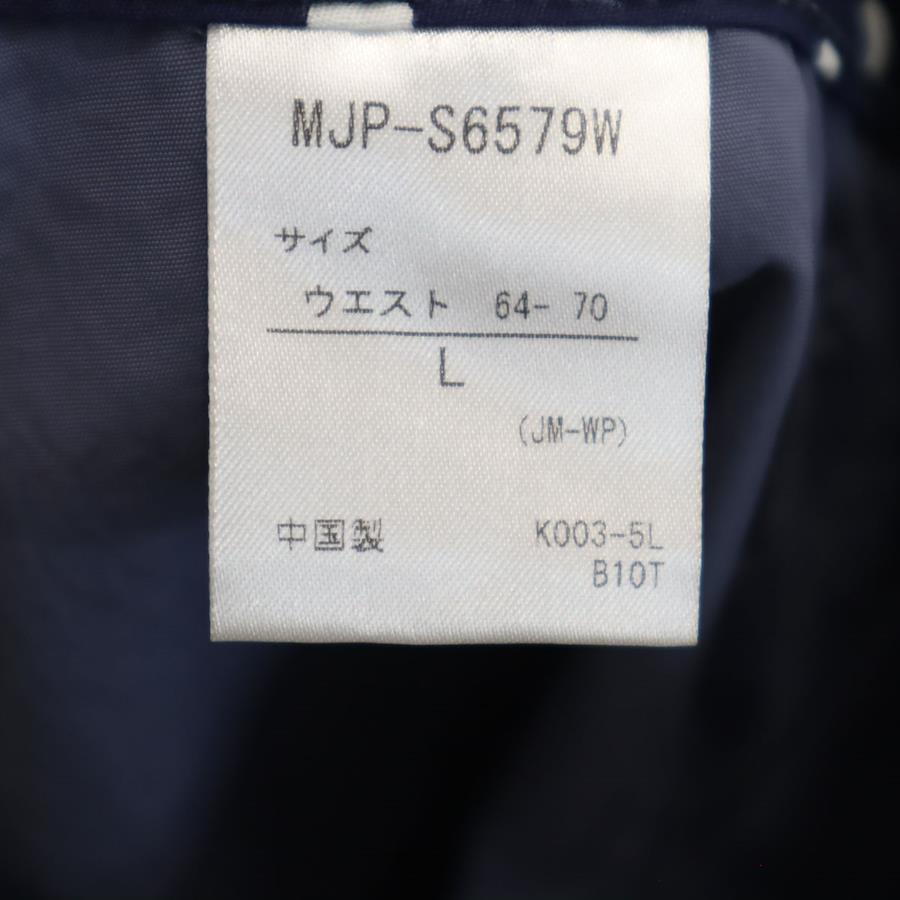 MJP-S6579W
サイズ
ウエスト 64- 70
L
(JM-WP)
中国製 K003-5L
B10T